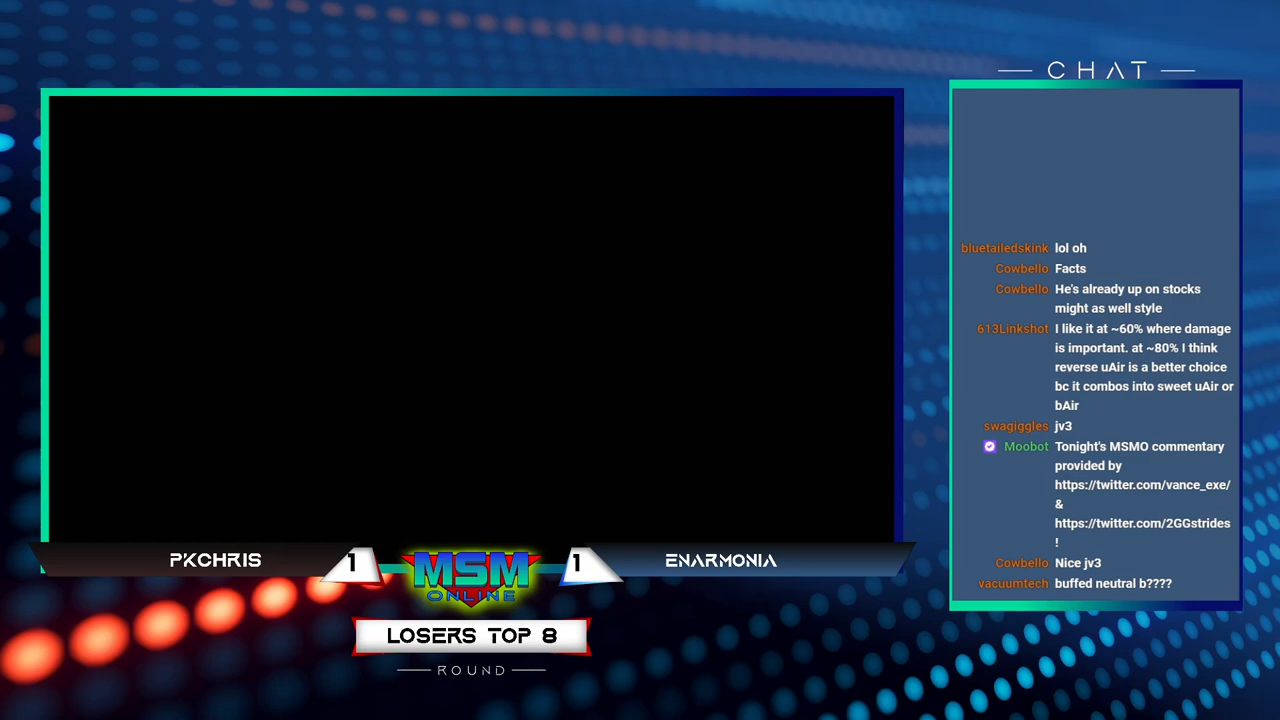 CHAT
bluetailedskink lol oh
Cowbello Facts
Cowbello He's already up on stocks
might as well style
613Linkshot I like it at ~60% where damage
is important. at ~80% I think
reverse uAir is a better choice
bc it combos into sweet uAir or
bAir
swagiggles jv3
Moobot Tonight's MSMO commentary
provided by
https://twitter.com/vance_exe/
&
https://twitter.com/2GGstrides
!
Cowbello Nice jv3
vacuumtech buffed neutral b????
PKCHRIS 1 MSM 1 ENARMONIA
ONLINE
LOSERS TOP 8
ROUND